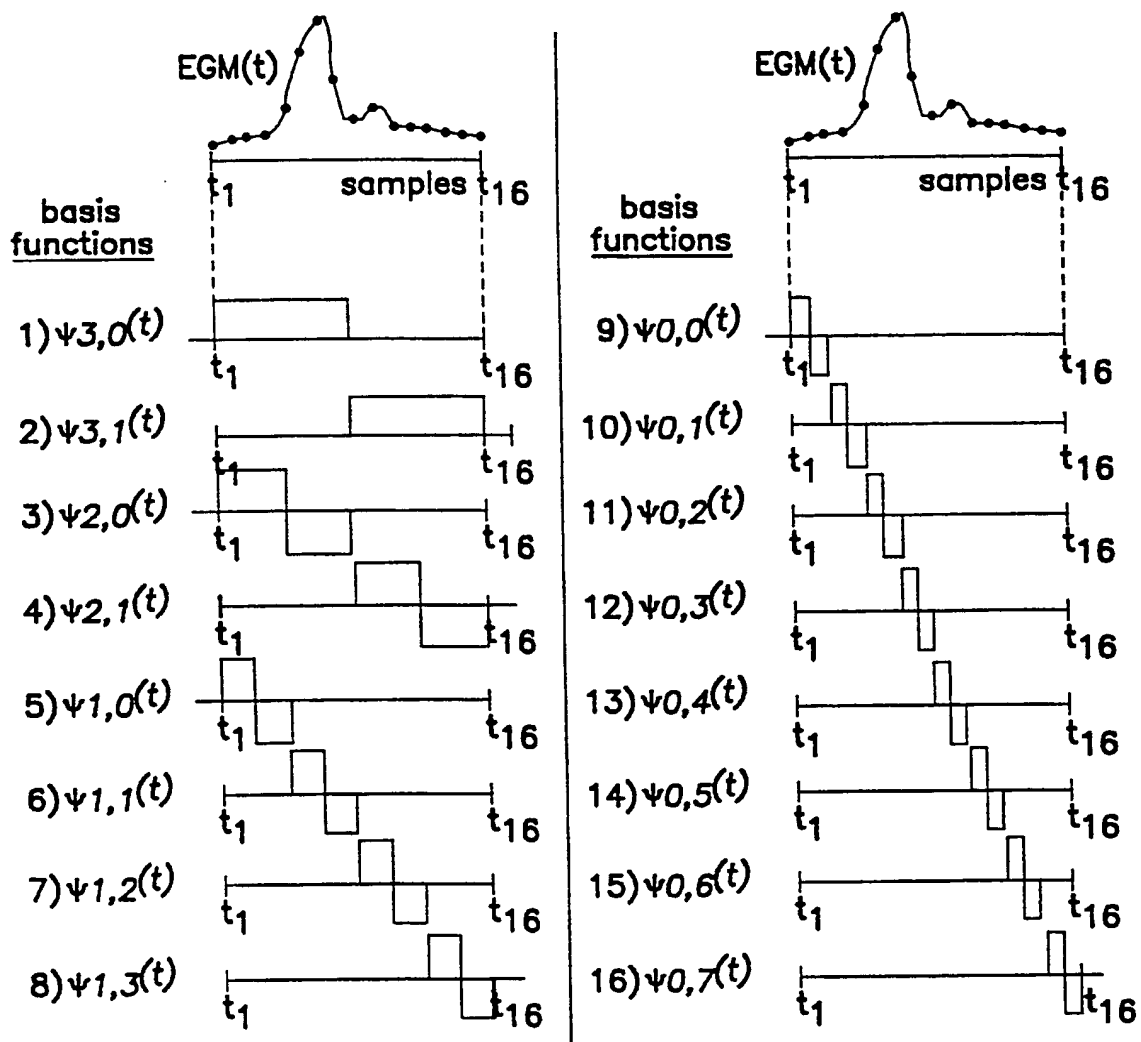 EGM(t)
t1 samples t16
basis
functions
1) ψ3,0(t)
t1 t16
2) ψ3,1(t)
t1 t16
3) ψ2,0(t)
t1 t16
4) ψ2,1(t)
t1 t16
5) ψ1,0(t)
t1 t16
6) ψ1,1(t)
t1 t16
7) ψ1,2(t)
t1 t16
8) ψ1,3(t)
t1 t16
EGM(t)
t1 samples t16
basis
functions
9) ψ0,0(t)
t1 t16
10) ψ0,1(t)
t1 t16
11) ψ0,2(t)
t1 t16
12) ψ0,3(t)
t1 t16
13) ψ0,4(t)
t1 t16
14) ψ0,5(t)
t1 t16
15) ψ0,6(t)
t1 t16
16) ψ0,7(t)
t1 t16